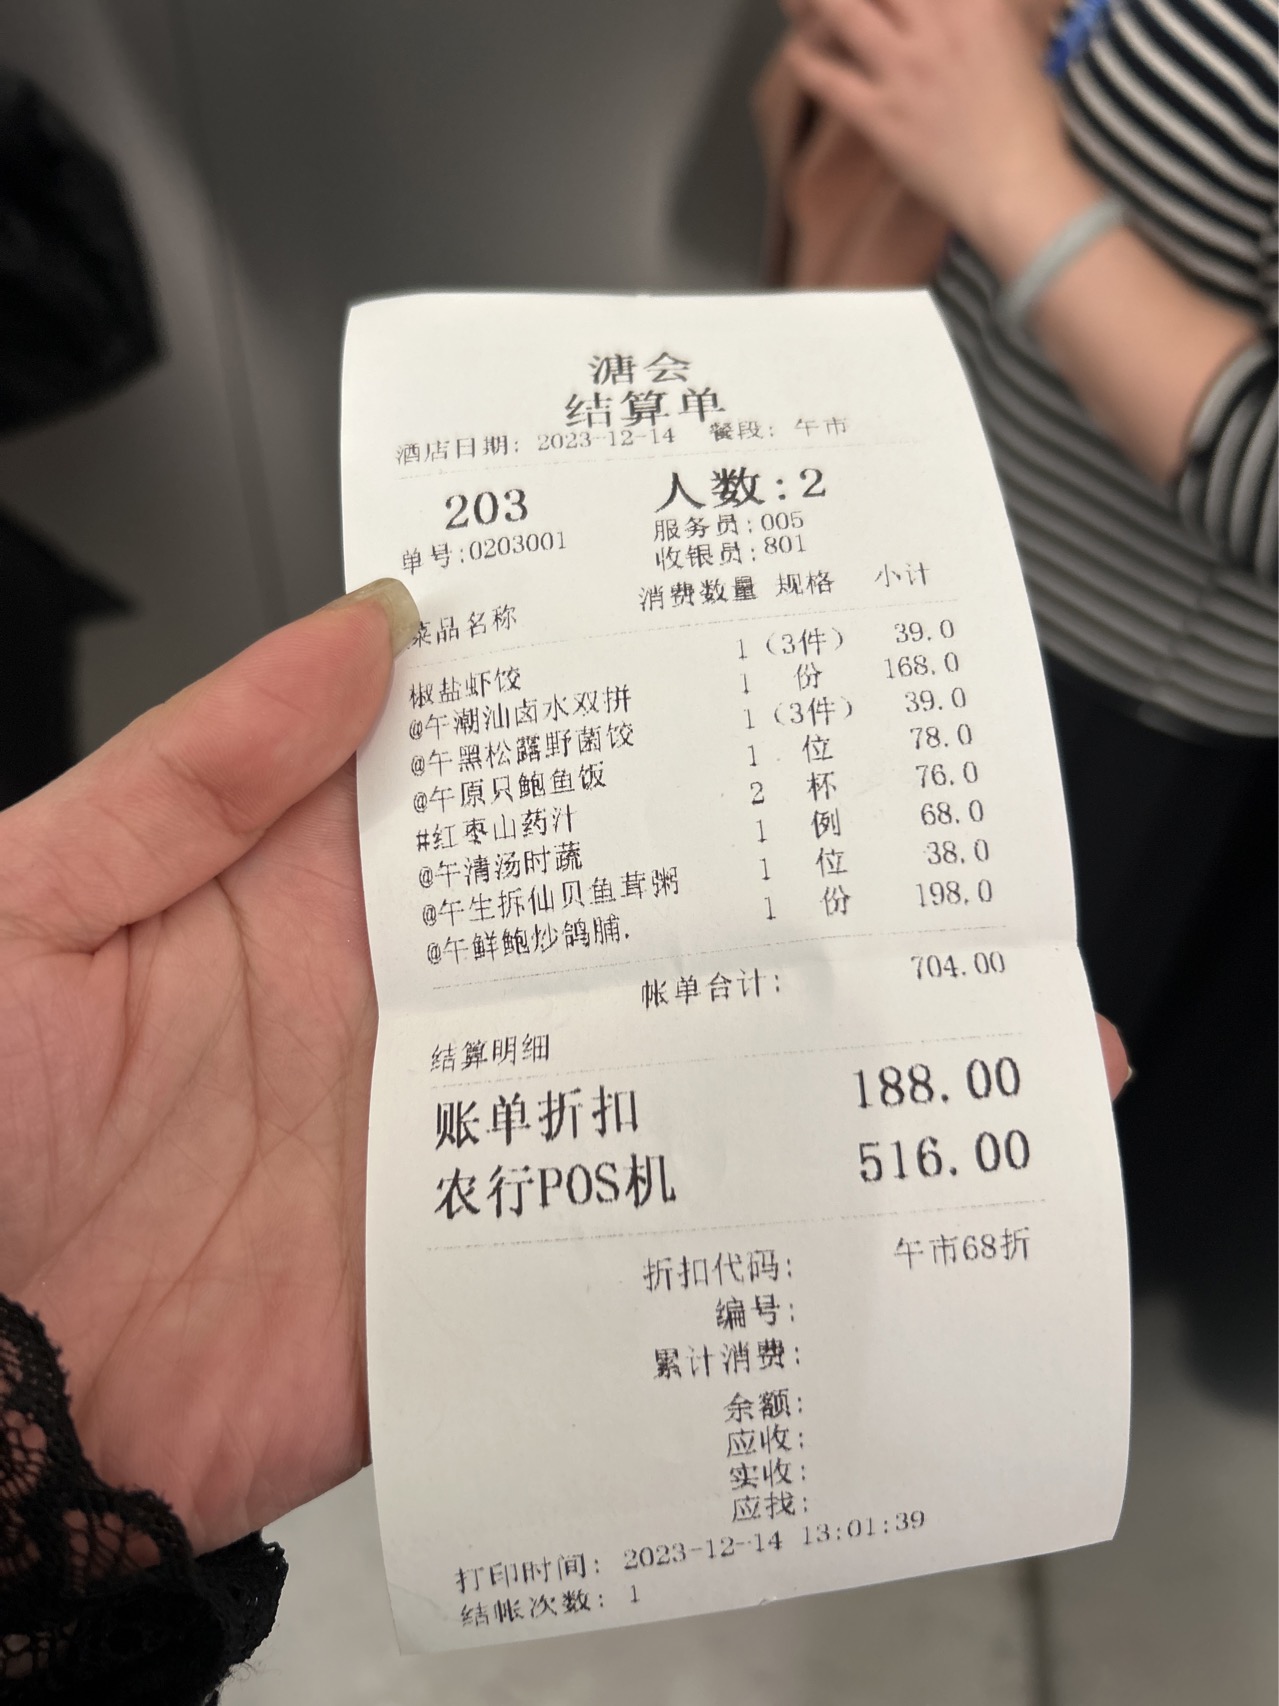 溏会
结算单
酒店日期: 2023-12-14 餐段: 午市
203 人数:2
服务员:005
单号:0203001 收银员:801
菜品名称 消费数量 规格 小计
椒盐虾饺 1 (3件) 39.0
@午潮汕卤水双拼 1 份 168.0
@午黑松露野菌饺 1 (3件) 39.0
@午原只鲍鱼饭 1 位 78.0
#红枣山药汁 2 杯 76.0
@午清汤时蔬 1 例 68.0
@午生拆仙贝鱼茸粥 1 位 38.0
@午鲜鲍炒鸽脯. 1 份 198.0
帐单合计: 704.00
结算明细
账单折扣 188.00
农行POS机 516.00
折扣代码: 午市68折
编号:
累计消费:
余额:
应收:
实收:
应找:
打印时间: 2023-12-14 13:01:39
结帐次数: 1